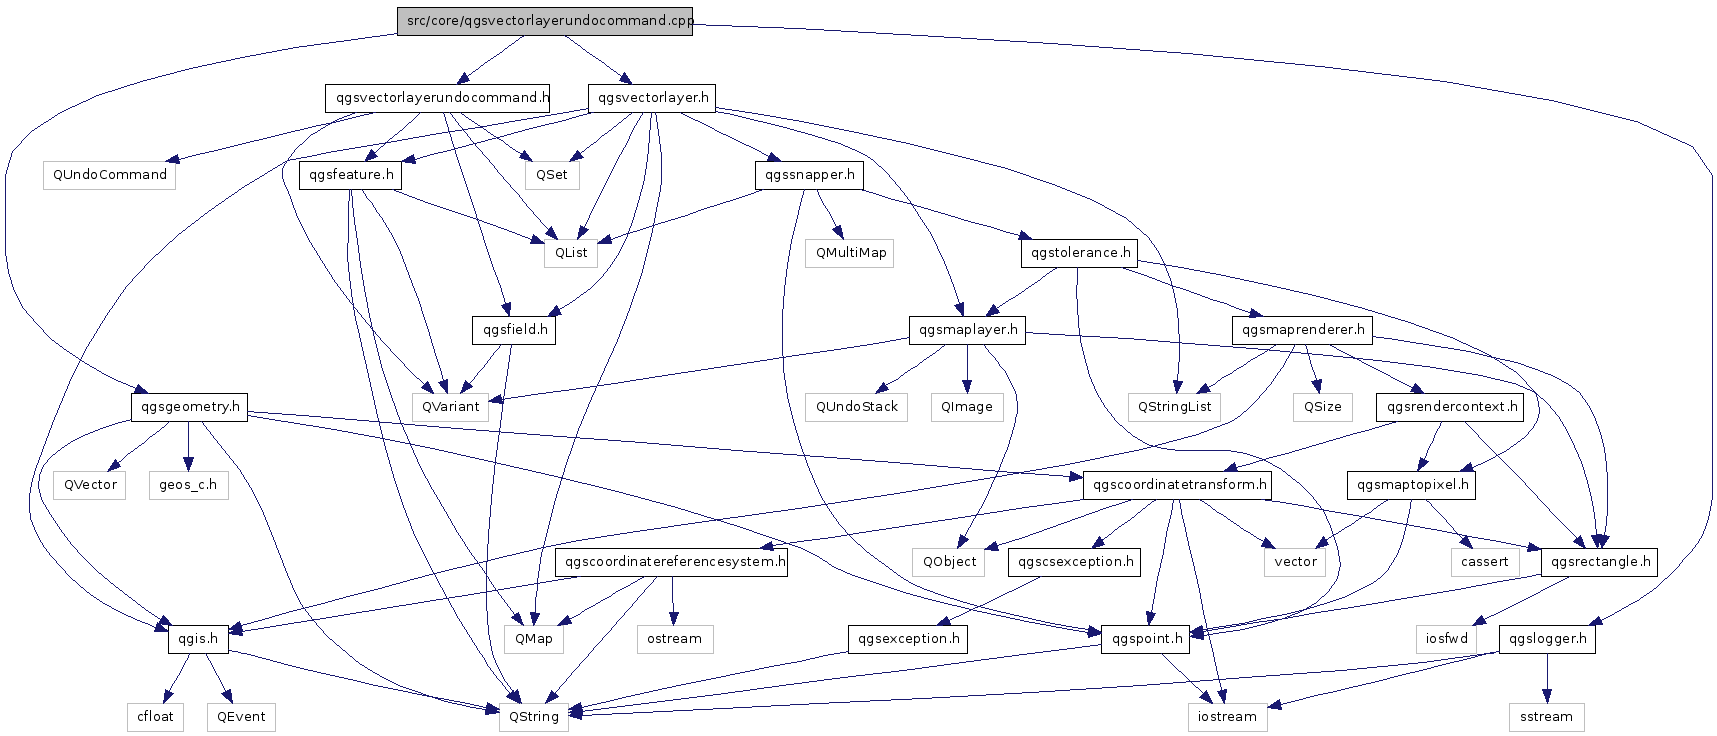 src/core/qgsvectorlayerundocommand.cpp
qgsvectorlayerundocommand.h
qgsvectorlayer.h
QUndoCommand
qgsfeature.h
QSet
qgssnapper.h
QList
QMultiMap
qgstolerance.h
qgsfield.h
qgsmaplayer.h
qgsmaprenderer.h
qgsgeometry.h
QVariant
QUndoStack
QImage
QStringList
QSize
qgsrendercontext.h
QVector
geos_c.h
qgscoordinatetransform.h
qgsmaptopixel.h
qgscoordinatereferencesystem.h
QObject
qgscsexception.h
vector
cassert
qgsrectangle.h
qgis.h
QMap
ostream
qgsexception.h
qgspoint.h
iosfwd
qgslogger.h
cfloat
QEvent
QString
iostream
sstream